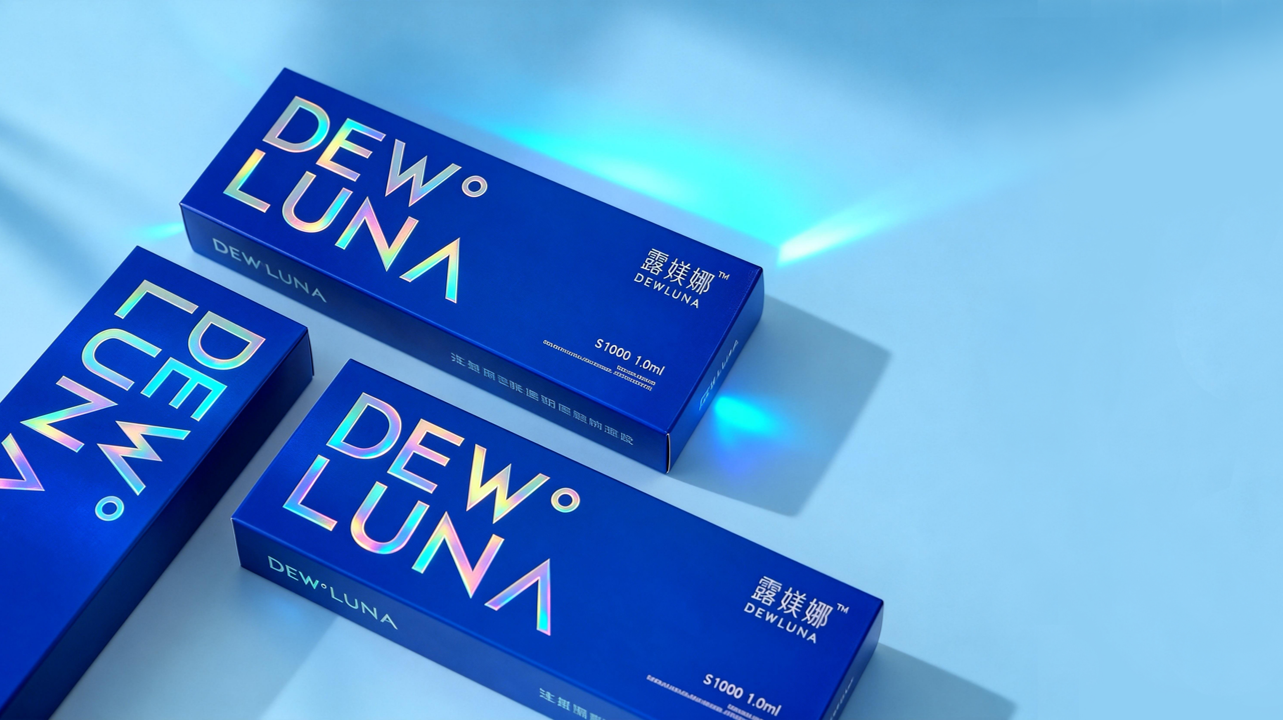 DEW°
LUNA
露媄娜™
DEWLUNA
S1000 1.0ml
DEW°LUNA
DEW°
LUNA
DEW°
LUNA
露媄娜™
DEWLUNA
S1000 1.0ml
DEW°LUNA